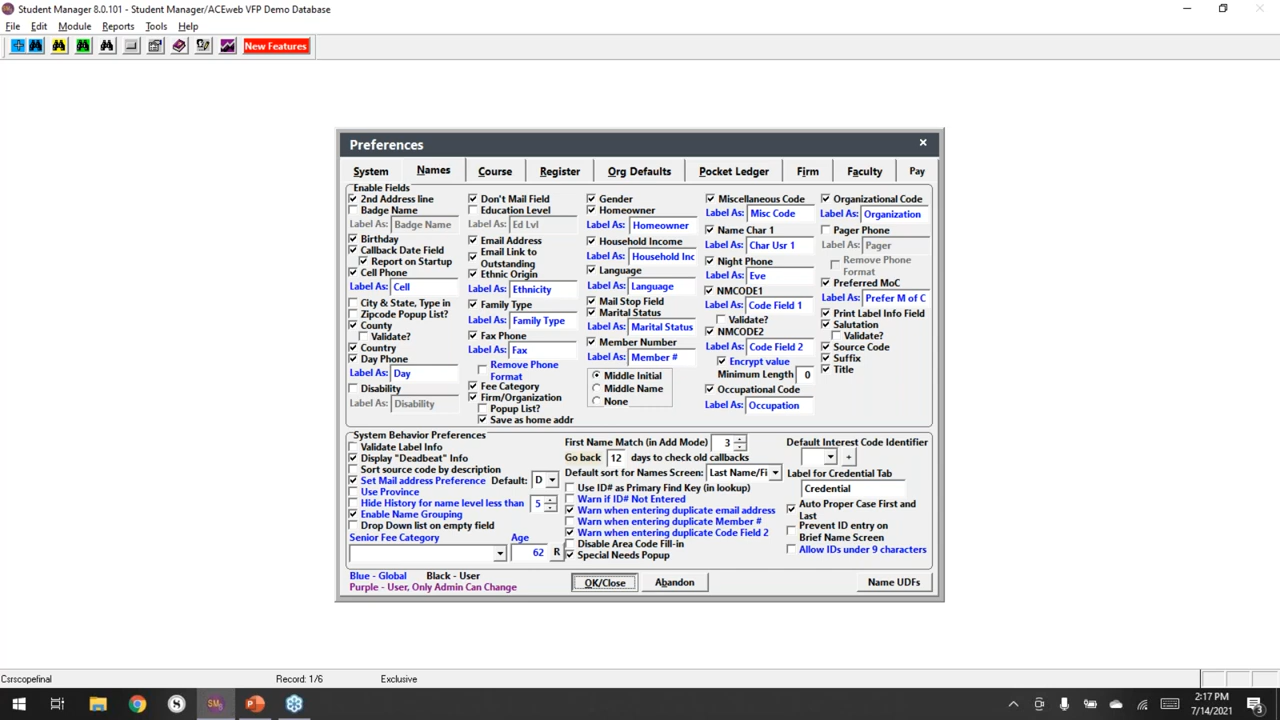 Student Manager 8.0.101 - Student Manager/ACEweb VFP Demo Database
File Edit Module Reports Tools Help
New Features
Preferences
System Names Course Register Org Defaults Pocket Ledger Firm Faculty Pay
Enable Fields
2nd Address line
Badge Name
Label As: Badge Name
Birthday
Callback Date Field
Report on Startup
Cell Phone
Label As: Cell
City & State, Type in
Zipcode Popup List?
County
Validate?
Country
Day Phone
Label As: Day
Disability
Label As: Disability
Don't Mail Field
Education Level
Label As: Ed Lvl
Email Address
Email Link to
Outstanding
Ethnic Origin
Label As: Ethnicity
Family Type
Label As: Family Type
Fax Phone
Label As: Fax
Remove Phone
Format
Fee Category
Firm/Organization
Popup List?
Save as home addr
Gender
Homeowner
Label As: Homeowner
Household Income
Label As: Household Inc
Language
Label As: Language
Mail Stop Field
Marital Status
Label As: Marital Status
Member Number
Label As: Member #
Middle Initial
Middle Name
None
Miscellaneous Code
Label As: Misc Code
Name Char 1
Label As: Char Usr 1
Night Phone
Label As: Eve
NMCODE1
Label As: Code Field 1
Validate?
NMCODE2
Label As: Code Field 2
Encrypt value
Minimum Length 0
Occupational Code
Label As: Occupation
Organizational Code
Label As: Organization
Pager Phone
Label As: Pager
Remove Phone
Format
Preferred MoC
Label As: Prefer M of C
Print Label Info Field
Salutation
Validate?
Source Code
Suffix
Title
System Behavior Preferences
Validate Label Info
Display "Deadbeat" Info
Sort source code by description
Set Mail address Preference Default: D
Use Province
Hide History for name level less than 5
Enable Name Grouping
Drop Down list on empty field
Senior Fee Category Age
62 R
First Name Match (in Add Mode) 3
Go back 12 days to check old callbacks
Default sort for Names Screen: Last Name/Fi
Use ID# as Primary Find Key (in lookup)
Warn if ID# Not Entered
Warn when entering duplicate email address
Warn when entering duplicate Member #
Warn when entering duplicate Code Field 2
Disable Area Code Fill-in
Special Needs Popup
Default Interest Code Identifier
+
Label for Credential Tab
Credential
Auto Proper Case First and
Last
Prevent ID entry on
Brief Name Screen
Allow IDs under 9 characters
Blue - Global Black - User
Purple - User, Only Admin Can Change
OK/Close Abandon Name UDFs
Csrscopefinal Record: 1/6 Exclusive
2:17 PM
7/14/2021
3